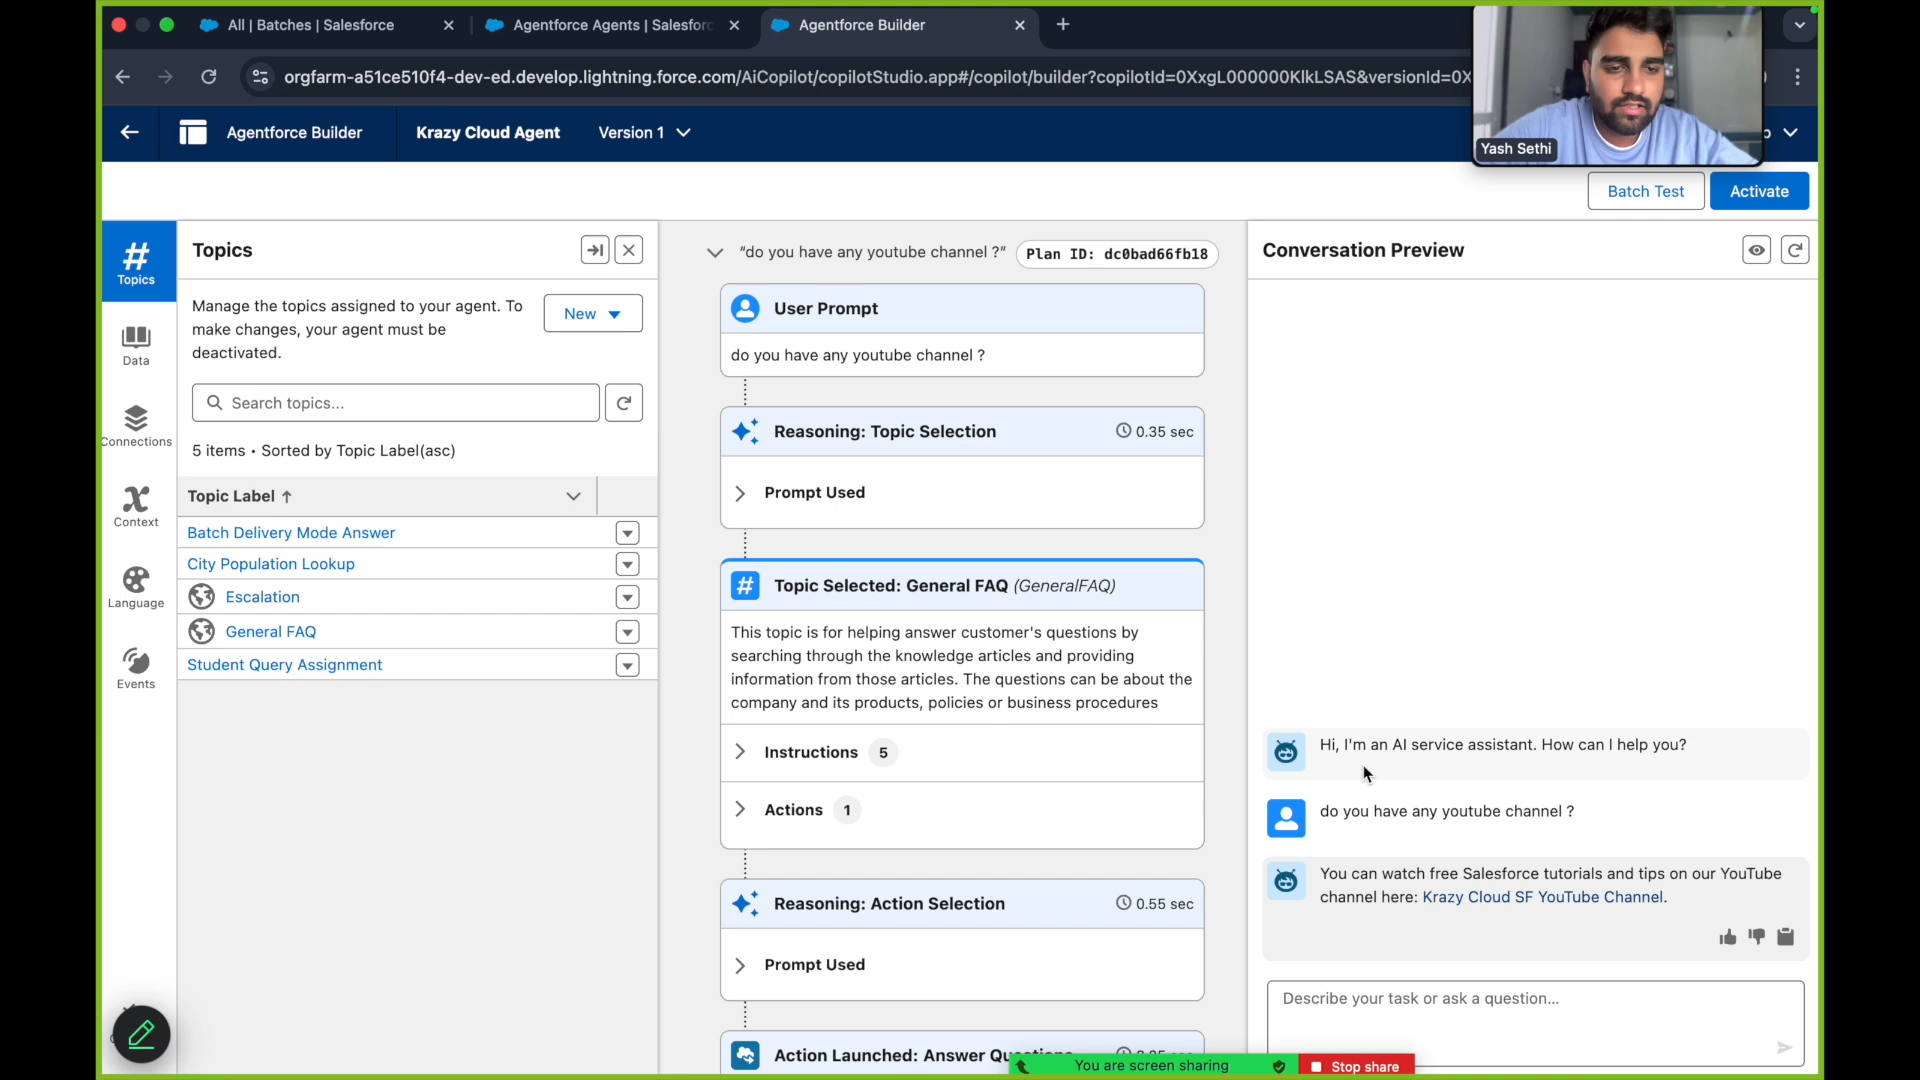 All | Batches | Salesforce
Agentforce Agents | Salesforc
Agentforce Builder
orgfarm-a51ce510f4-dev-ed.develop.lightning.force.com/AiCopilot/copilotStudio.app#/copilot/builder?copilotId=0XxgL000000KlkLSAS&versionId=0X
Agentforce Builder
Krazy Cloud Agent
Version 1
Yash Sethi
Batch Test
Activate
Topics
Data
Connections
Context
Language
Events
Topics
Manage the topics assigned to your agent. To
make changes, your agent must be
deactivated.
New
Search topics...
5 items • Sorted by Topic Label(asc)
Topic Label
Batch Delivery Mode Answer
City Population Lookup
Escalation
General FAQ
Student Query Assignment
“do you have any youtube channel ?”
Plan ID: dc0bad66fb18
User Prompt
do you have any youtube channel ?
Reasoning: Topic Selection
0.35 sec
Prompt Used
Topic Selected: General FAQ (GeneralFAQ)
This topic is for helping answer customer's questions by
searching through the knowledge articles and providing
information from those articles. The questions can be about the
company and its products, policies or business procedures
Instructions 5
Actions 1
Reasoning: Action Selection
0.55 sec
Prompt Used
Action Launched: Answer
Conversation Preview
Hi, I'm an AI service assistant. How can I help you?
do you have any youtube channel ?
You can watch free Salesforce tutorials and tips on our YouTube
channel here: Krazy Cloud SF YouTube Channel.
Describe your task or ask a question...
You are screen sharing
Stop share